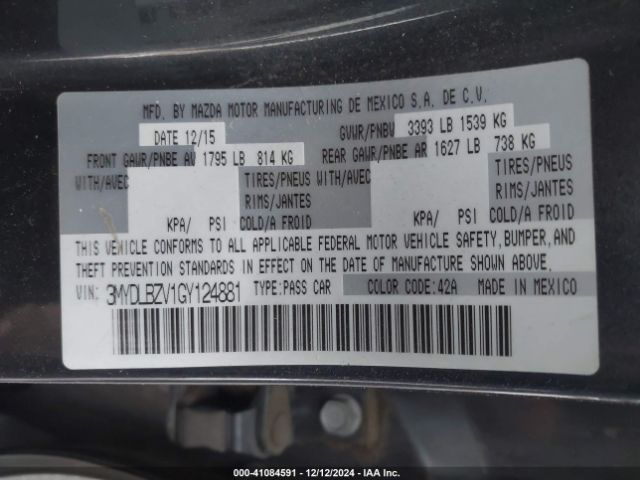 MFD. BY MAZDA MOTOR MANUFACTURING DE MEXICO S.A. DE C.V.
DATE 12/15 GVWR/PNBV 3393 LB 1539 KG
FRONT GAWR/PNBE AV 1795 LB 814 KG REAR GAWR/PNBE AR 1627 LB 738 KG
WITH/AVEC TIRES/PNEUS WITH/AVEC TIRES/PNEUS
RIMS/JANTES RIMS/JANTES
KPA/ PSI COLD/A FROID KPA/ PSI COLD/A FROID
THIS VEHICLE CONFORMS TO ALL APPLICABLE FEDERAL MOTOR VEHICLE SAFETY, BUMPER, AND
THEFT PREVENTION STANDARDS IN EFFECT ON THE DATE OF MANUFACTURE SHOWN ABOVE.
VIN: 3MYDLBZV1GY124881 TYPE:PASS CAR COLOR CODE:42A MADE IN MEXICO
000-41084591 - 12/12/2024 - IAA Inc.